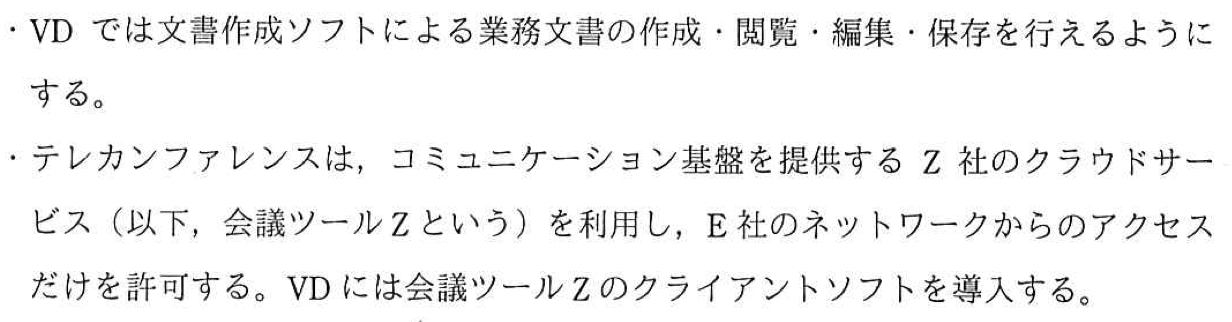 ・VD では文書作成ソフトによる業務文書の作成・閲覧・編集・保存を行えるように
する。
・テレカンファレンスは，コミュニケーション基盤を提供する Z 社のクラウドサー
ビス（以下，会議ツール Z という）を利用し，E 社のネットワークからのアクセス
だけを許可する。VD には会議ツール Z のクライアントソフトを導入する。